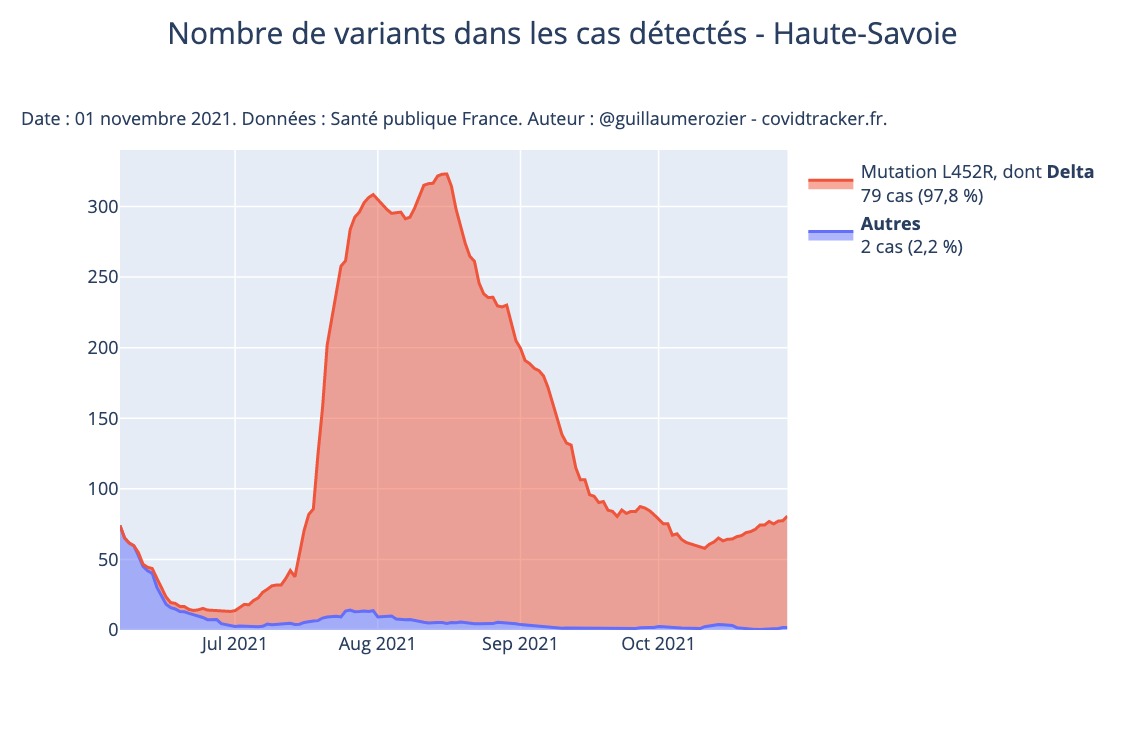 Nombre de variants dans les cas détectés - Haute-Savoie
Date : 01 novembre 2021. Données : Santé publique France. Auteur : @guillaumerozier - covidtracker.fr.
Mutation L452R, dont Delta
79 cas (97,8 %)
Autres
2 cas (2,2 %)
300
250
200
150
100
50
0
Jul 2021 Aug 2021 Sep 2021 Oct 2021